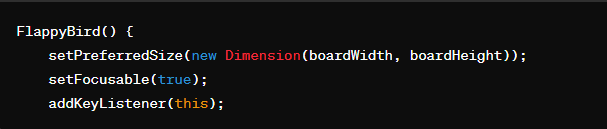 FlappyBird() {
    setPreferredSize(new Dimension(boardWidth, boardHeight));
    setFocusable(true);
    addKeyListener(this);